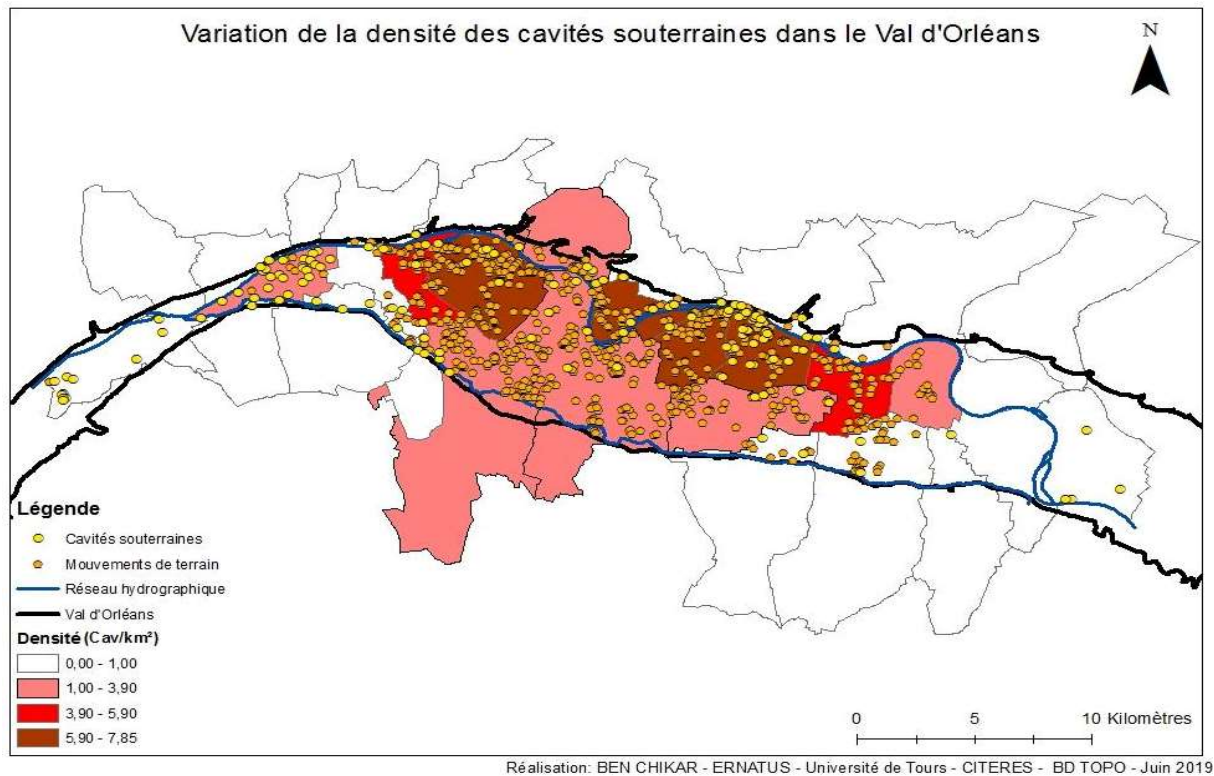 Variation de la densité des cavités souterraines dans le Val d'Orléans
N
Légende
Cavités souterraines
Mouvements de terrain
Réseau hydrographique
Val d'Orléans
Densité (Cav/km²)
0,00 - 1,00
1,00 - 3,90
3,90 - 5,90
5,90 - 7,85
0 5 10 Kilomètres
Réalisation: BEN CHIKAR - ERNATUS - Université de Tours - CITERES - BD TOPO - Juin 2019